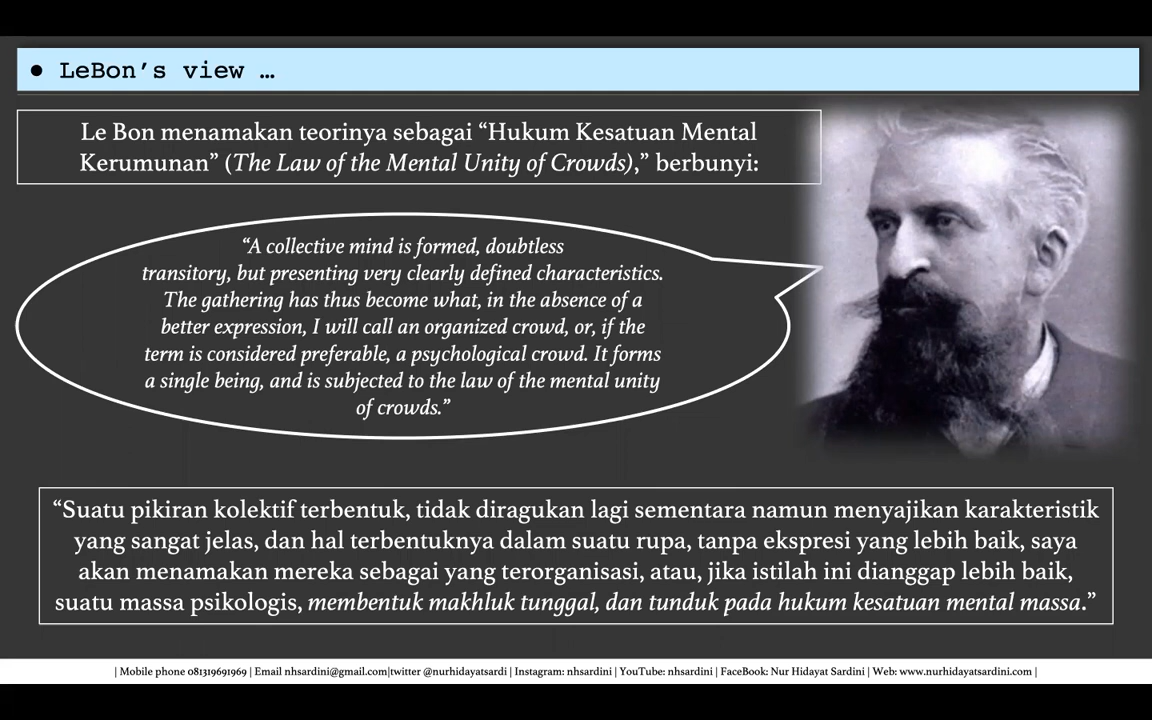 ● LeBon’s view …
Le Bon menamakan teorinya sebagai “Hukum Kesatuan Mental
Kerumunan” (The Law of the Mental Unity of Crowds),” berbunyi:
“A collective mind is formed, doubtless
transitory, but presenting very clearly defined characteristics.
The gathering has thus become what, in the absence of a
better expression, I will call an organized crowd, or, if the
term is considered preferable, a psychological crowd. It forms
a single being, and is subjected to the law of the mental unity
of crowds.”
“Suatu pikiran kolektif terbentuk, tidak diragukan lagi sementara namun menyajikan karakteristik
yang sangat jelas, dan hal terbentuknya dalam suatu rupa, tanpa ekspresi yang lebih baik, saya
akan menamakan mereka sebagai yang terorganisasi, atau, jika istilah ini dianggap lebih baik,
suatu massa psikologis, membentuk makhluk tunggal, dan tunduk pada hukum kesatuan mental massa.”
| Mobile phone 081319691969 | Email nhsardini@gmail.com|twitter @nurhidayatsardi | Instagram: nhsardini | YouTube: nhsardini | FaceBook: Nur Hidayat Sardini | Web: www.nurhidayatsardini.com |